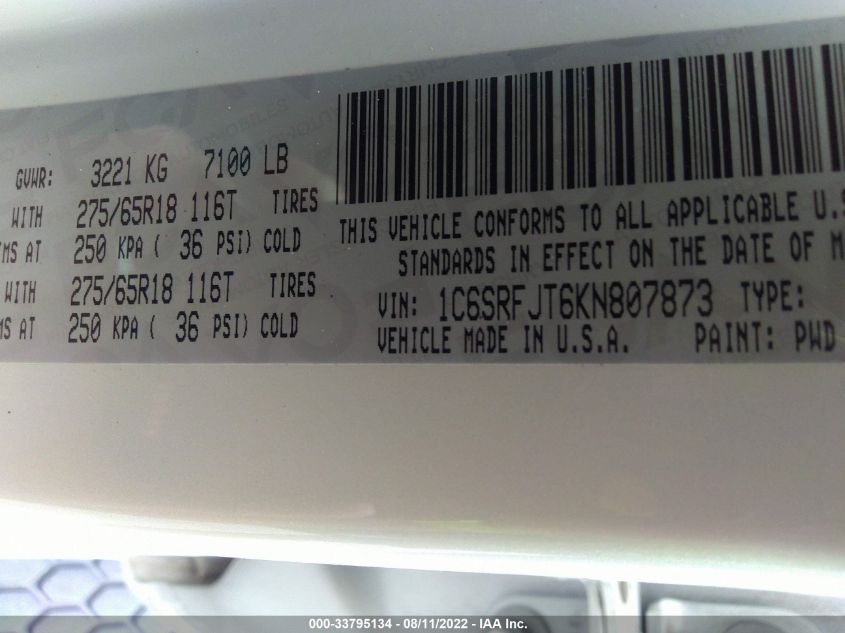 GVWR: 3221 KG 7100 LB
WITH 275/65R18 116T TIRES
MS AT 250 KPA ( 36 PSI) COLD
WITH 275/65R18 116T TIRES
MS AT 250 KPA ( 36 PSI) COLD
THIS VEHICLE CONFORMS TO ALL APPLICABLE U.S
STANDARDS IN EFFECT ON THE DATE OF M
VIN: 1C6SRFJT6KN807873 TYPE:
VEHICLE MADE IN U.S.A. PAINT: PWD
000-33795134 - 08/11/2022 - IAA Inc.